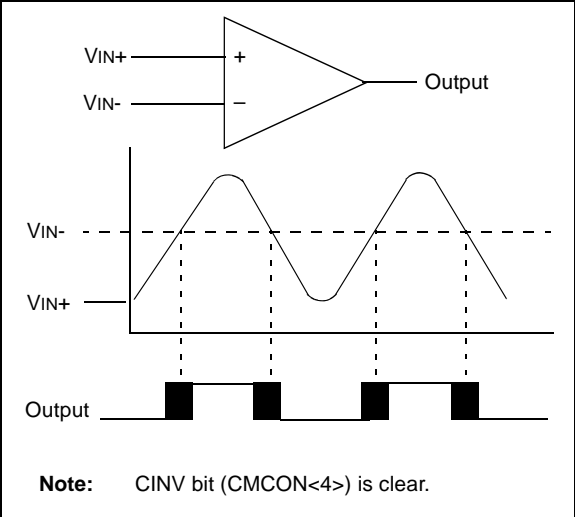 VIN+
+
Output
VIN-
–
VIN-
VIN+
Output
Note: CINV bit (CMCON<4>) is clear.